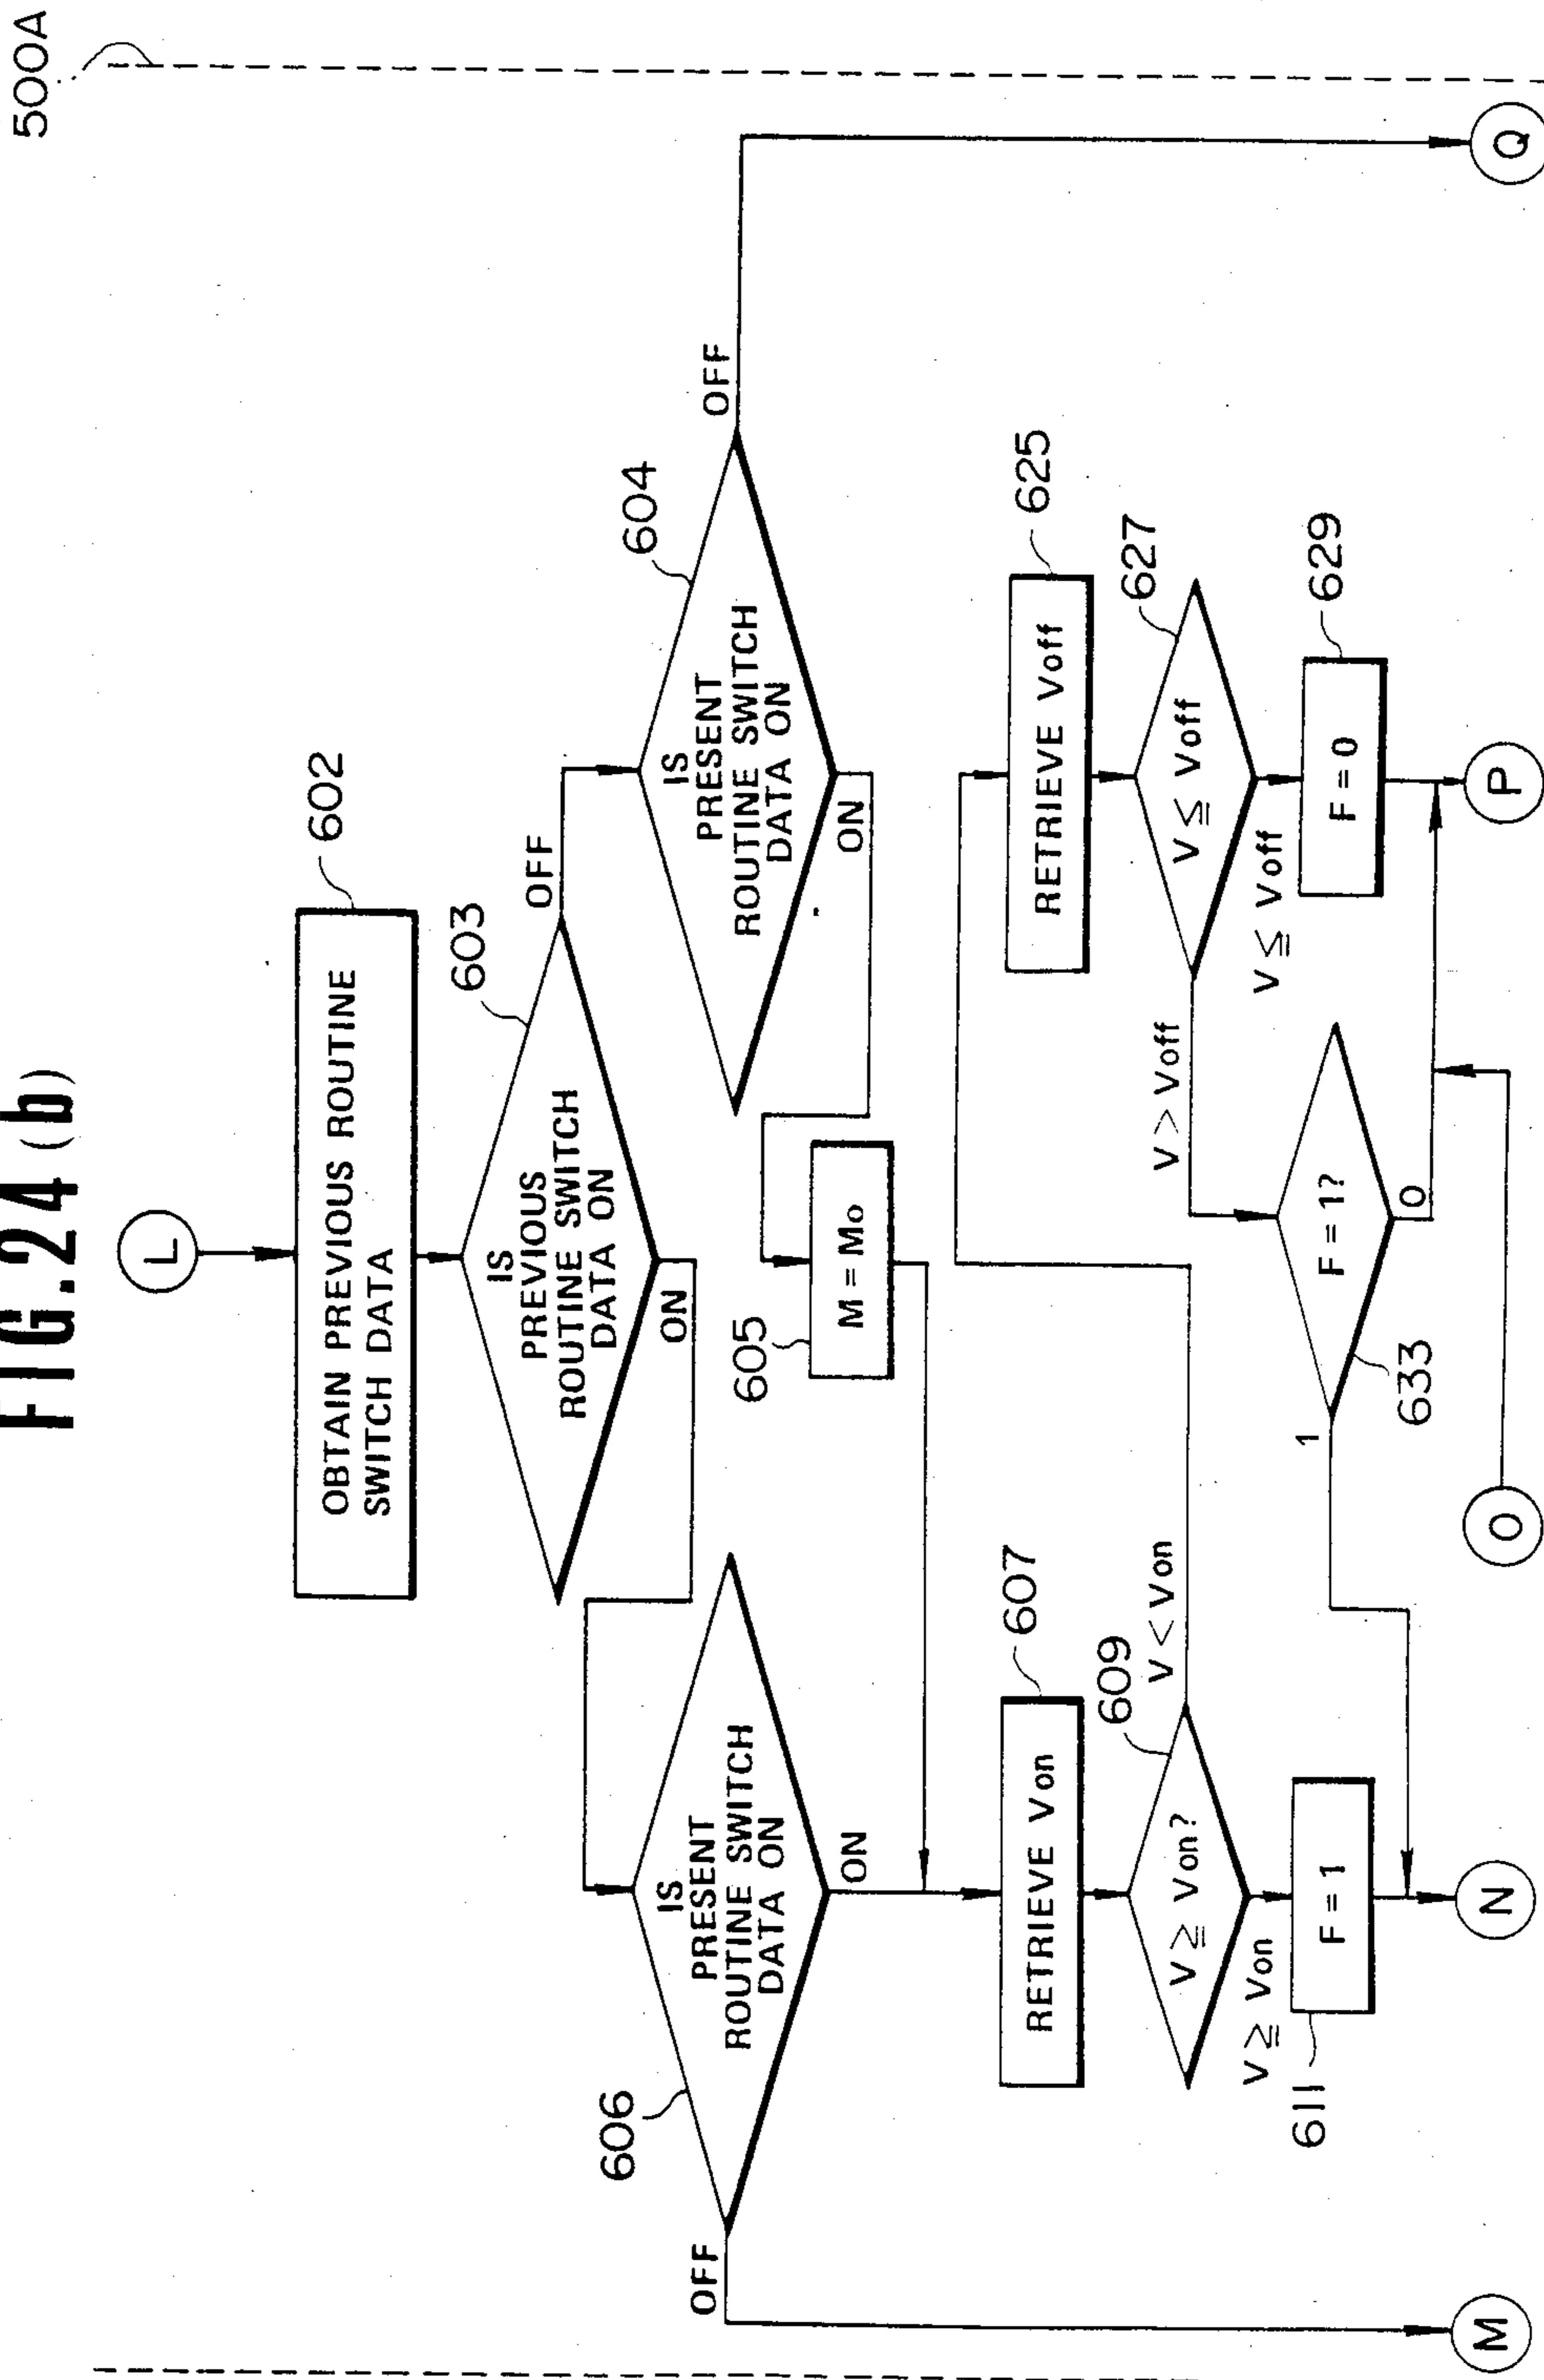 FIG.24 (b)
500A
L
OBTAIN PREVIOUS ROUTINE
SWITCH DATA
602
IS
PREVIOUS
ROUTINE SWITCH
DATA ON
603
OFF
ON
606
IS
PRESENT
ROUTINE SWITCH
DATA ON
OFF
ON
604
IS
PRESENT
ROUTINE SWITCH
DATA ON
OFF
ON
605
M = Mo
RETRIEVE Von
607
V ≧ Von?
609
V < Von
V ≧ Von
F = 1
611
RETRIEVE Voff
625
V ≦ Voff
627
V > Voff
V ≦ Voff
F = 0
629
F = 1?
633
1
0
M
N
O
P
Q